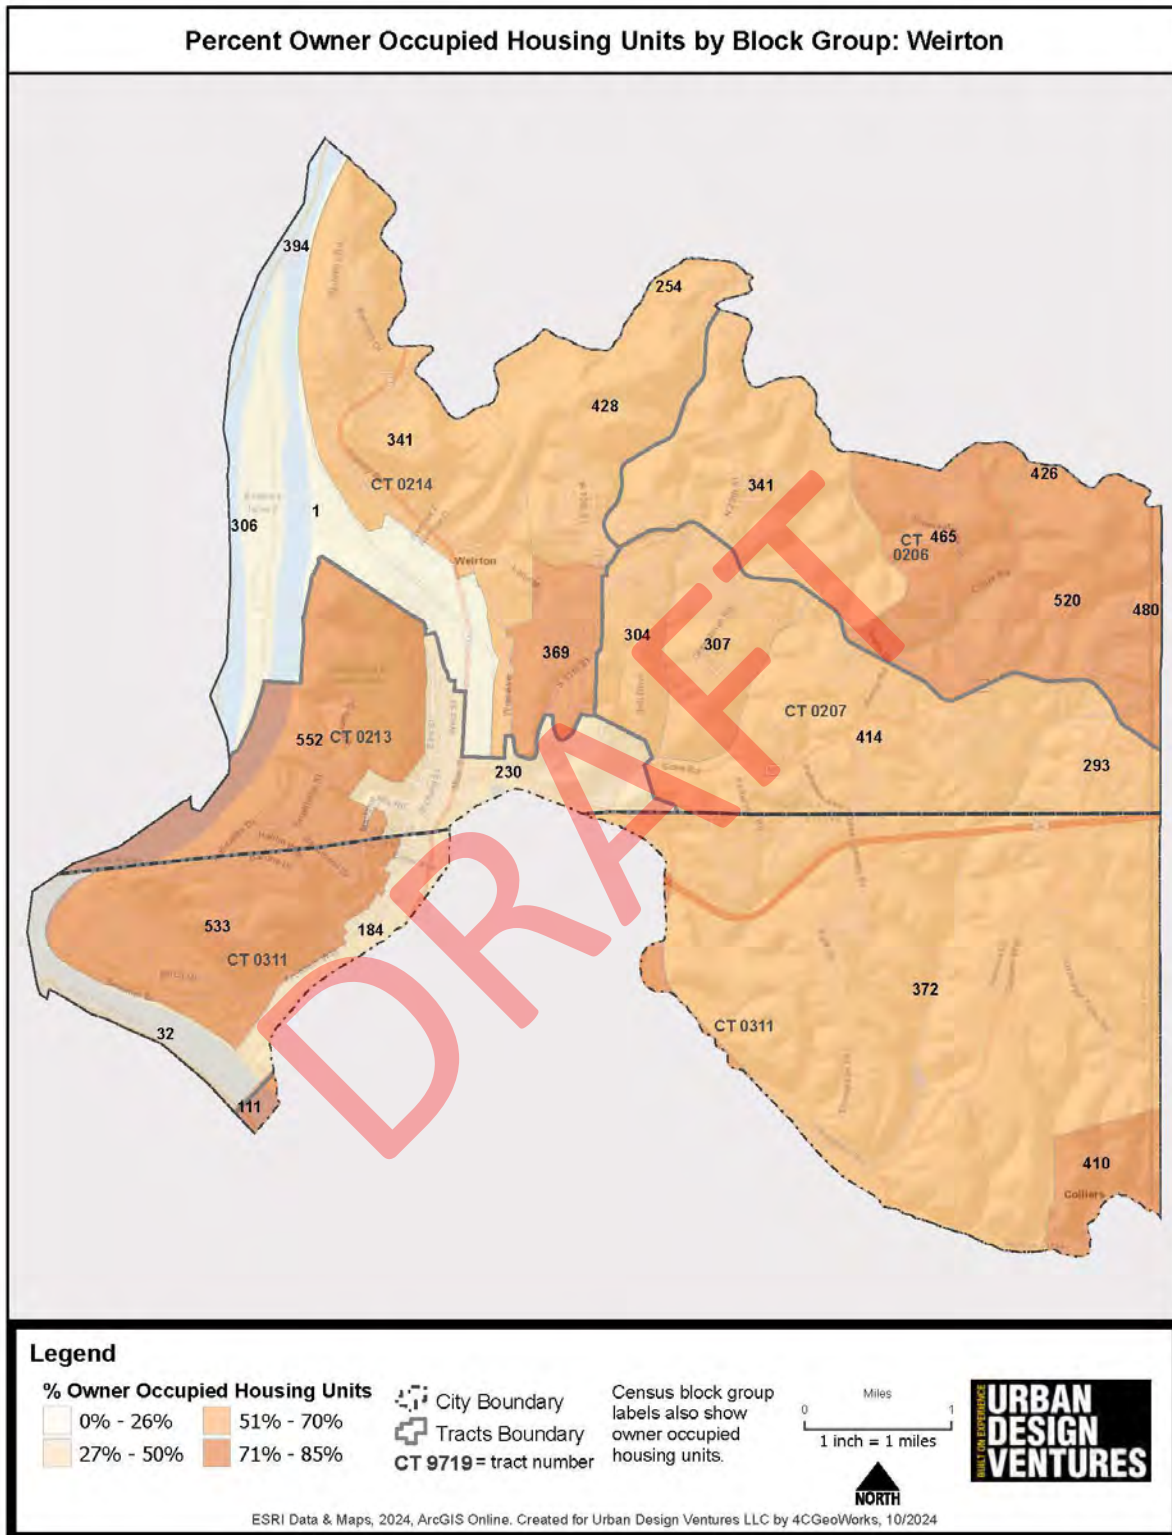 Percent Owner Occupied Housing Units by Block Group: Weirton
394
254
428
341
CT 0214
341
426
306
1
CT
0206
465
Weirton
520
480
369
304
307
CT 0207
552
CT 0213
414
293
230
Cove Rd
533
184
CT 0311
372
32
CT 0311
111
410
Colliers
DRAFT
Legend
% Owner Occupied Housing Units
0% - 26%
51% - 70%
27% - 50%
71% - 85%
City Boundary
Tracts Boundary
CT 9719 = tract number
Census block group
labels also show
owner occupied
housing units.
Miles
0 1
1 inch = 1 miles
NORTH
BUILT ON EXPERIENCE
URBAN
DESIGN
VENTURES
ESRI Data & Maps, 2024, ArcGIS Online. Created for Urban Design Ventures LLC by 4CGeoWorks, 10/2024